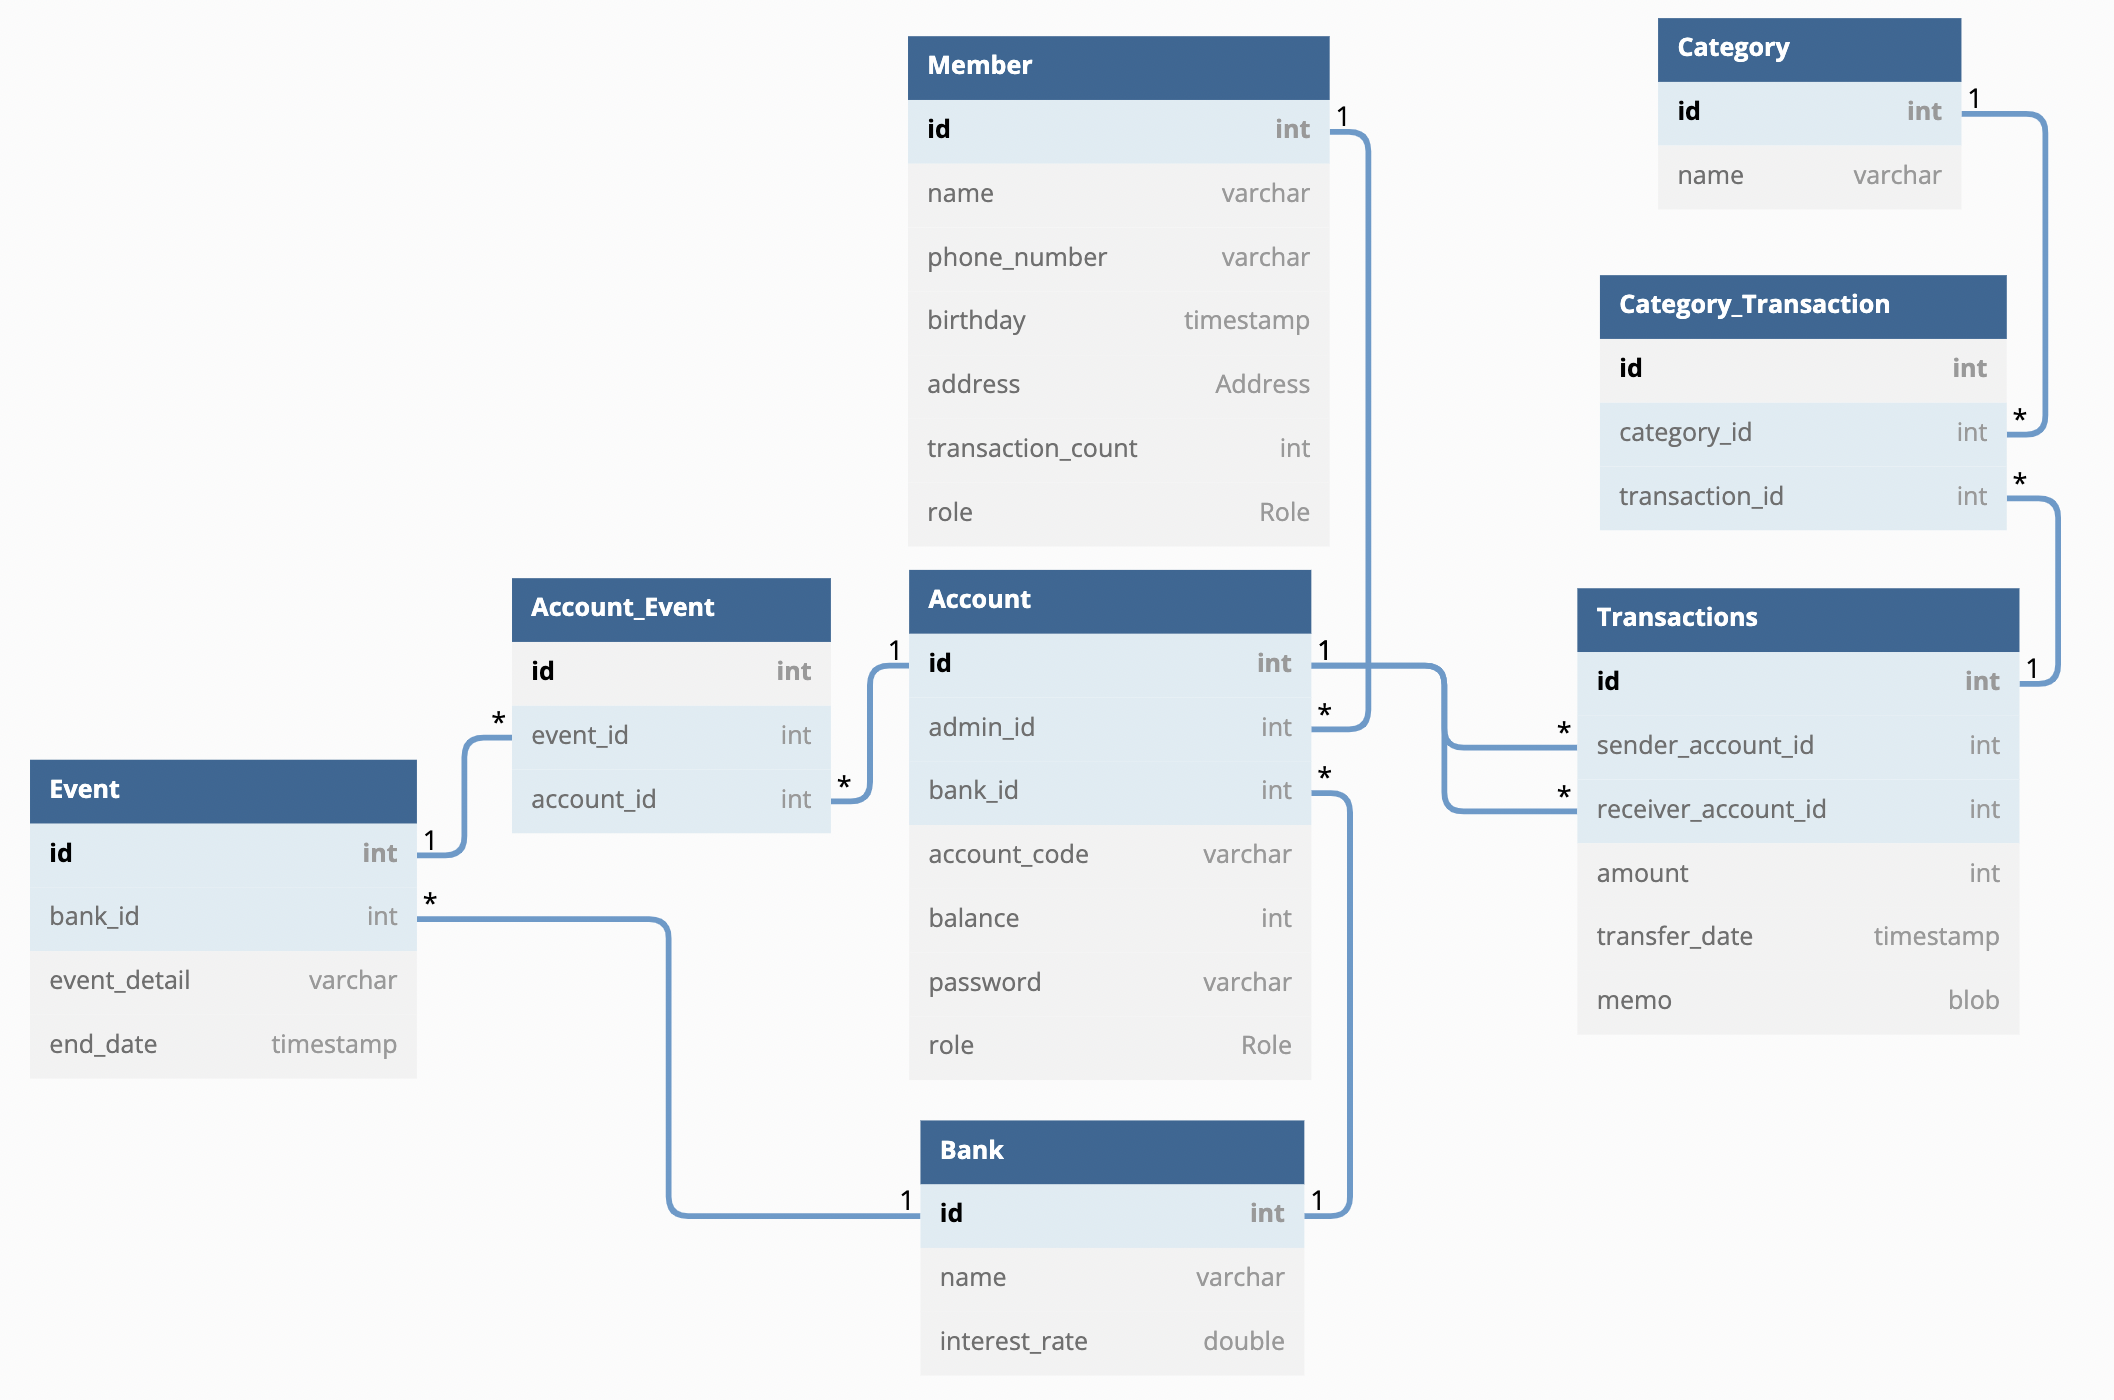 Member
id int
name varchar
phone_number varchar
birthday timestamp
address Address
transaction_count int
role Role
1
Category
id int
name varchar
1
Category_Transaction
id int
category_id int
transaction_id int
*
*
Account_Event
id int
event_id int
account_id int
*
*
Account
id int
admin_id int
bank_id int
account_code varchar
balance int
password varchar
role Role
1
1
*
*
Transactions
id int
sender_account_id int
receiver_account_id int
amount int
transfer_date timestamp
memo blob
1
*
*
Event
id int
bank_id int
event_detail varchar
end_date timestamp
1
*
Bank
id int
name varchar
interest_rate double
1
1